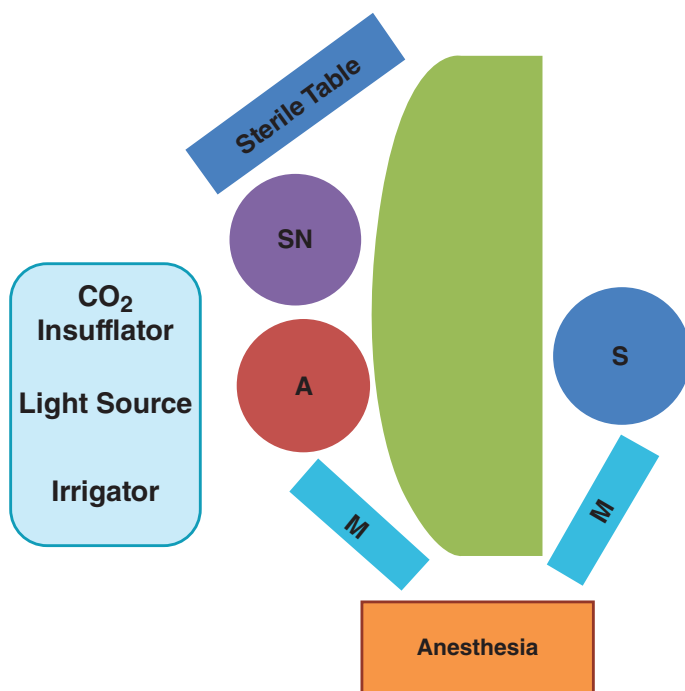 Sterile Table
SN
CO₂
Insufflator
A
S
Light Source
Irrigator
M
M
Anesthesia